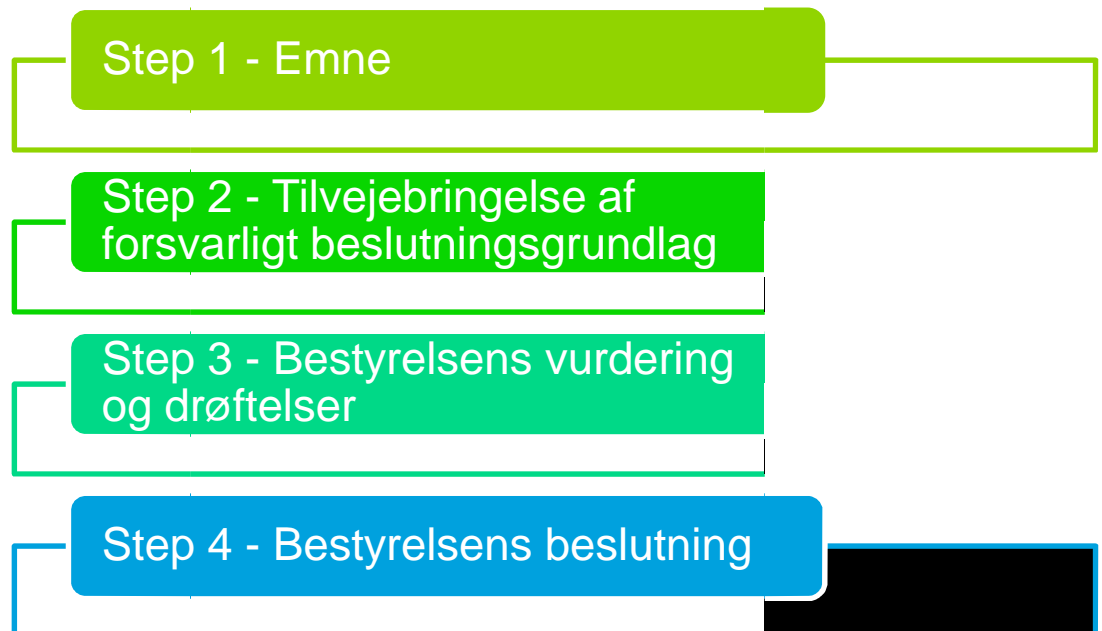 Step 1 - Emne
Step 2 - Tilvejebringelse af
forsvarligt beslutningsgrundlag
Step 3 - Bestyrelsens vurdering
og drøftelser
Step 4 - Bestyrelsens beslutning